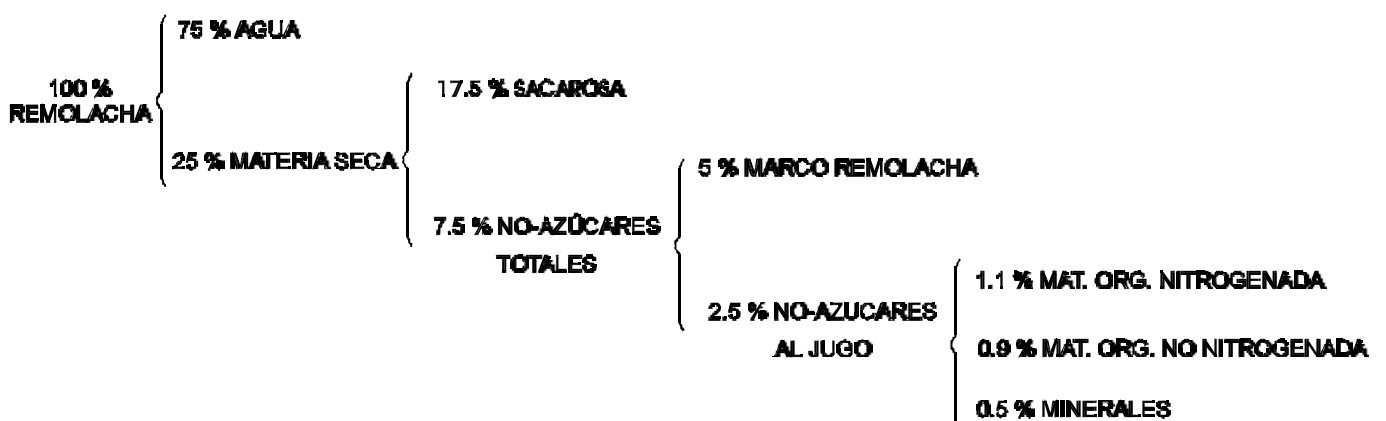 75 % AGUA
100 %
REMOLACHA
17.5 % SACAROSA
25 % MATERIA SECA
5 % MARCO REMOLACHA
7.5 % NO-AZÚCARES
TOTALES
1.1 % MAT. ORG. NITROGENADA
2.5 % NO-AZUCARES
AL JUGO
0.9 % MAT. ORG. NO NITROGENADA
0.5 % MINERALES